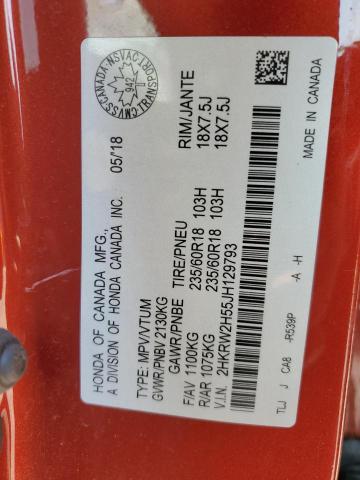 HONDA OF CANADA MFG.,
A DIVISION OF HONDA CANADA INC. 05/18
CMVSS CANADA-NSVAC TRANSPORT
942
TYPE: MPV/VTUM
GVWR/PNBV 2130KG
GAWR/PNBE TIRE/PNEU RIM/JANTE
F/AV 1100KG 235/60R18 103H 18X7.5J
R/AR 1075KG 235/60R18 103H 18X7.5J
V.I.N. 2HKRW2H55JH129793
-A -H MADE IN CANADA
TLJ J CA8 -R539P